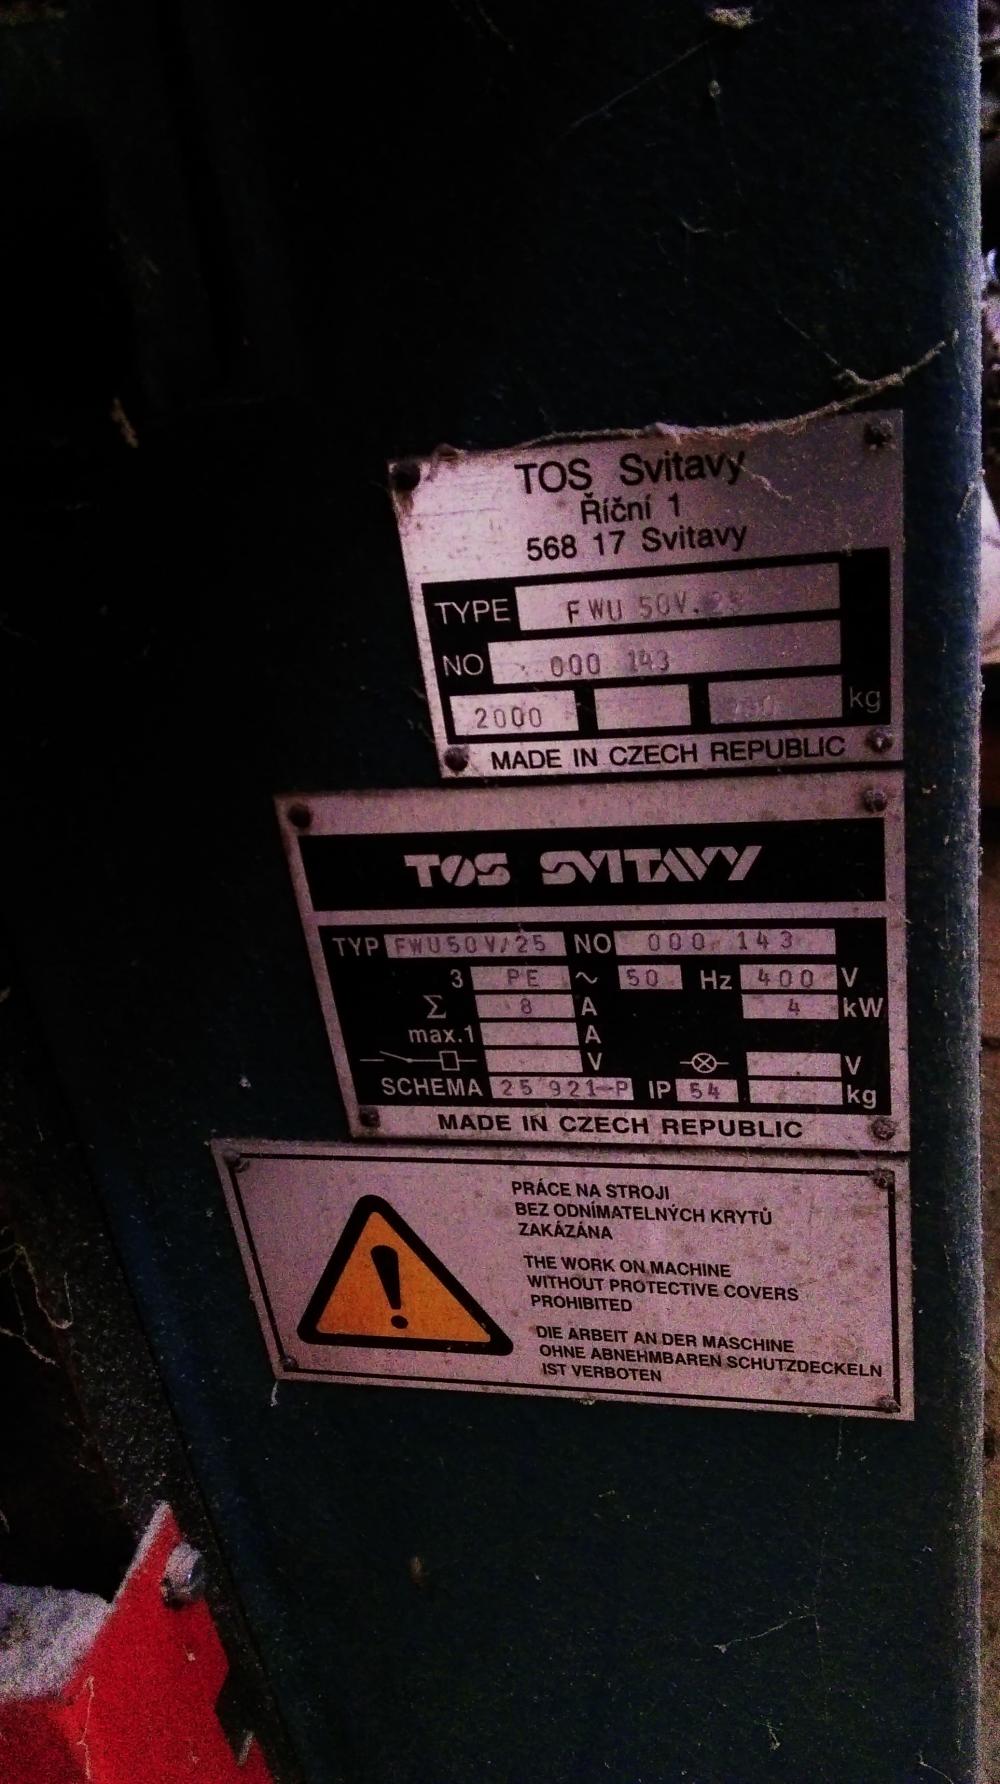 TOS Svitavy
Říční 1
568 17 Svitavy
TYPE FWU 50V.25
NO 000 143
2000 kg
MADE IN CZECH REPUBLIC
TOS SVITAVY
TYP FWU50V/25 NO 000 143
3 PE ~ 50 Hz 400 V
Σ 8 A 4 kW
max.1 A
V V
SCHEMA 25 921-P IP 54 kg
MADE IN CZECH REPUBLIC
PRÁCE NA STROJI
BEZ ODNÍMATELNÝCH KRYTŮ
ZAKÁZÁNA
THE WORK ON MACHINE
WITHOUT PROTECTIVE COVERS
PROHIBITED
DIE ARBEIT AN DER MASCHINE
OHNE ABNEHMBAREN SCHUTZDECKELN
IST VERBOTEN